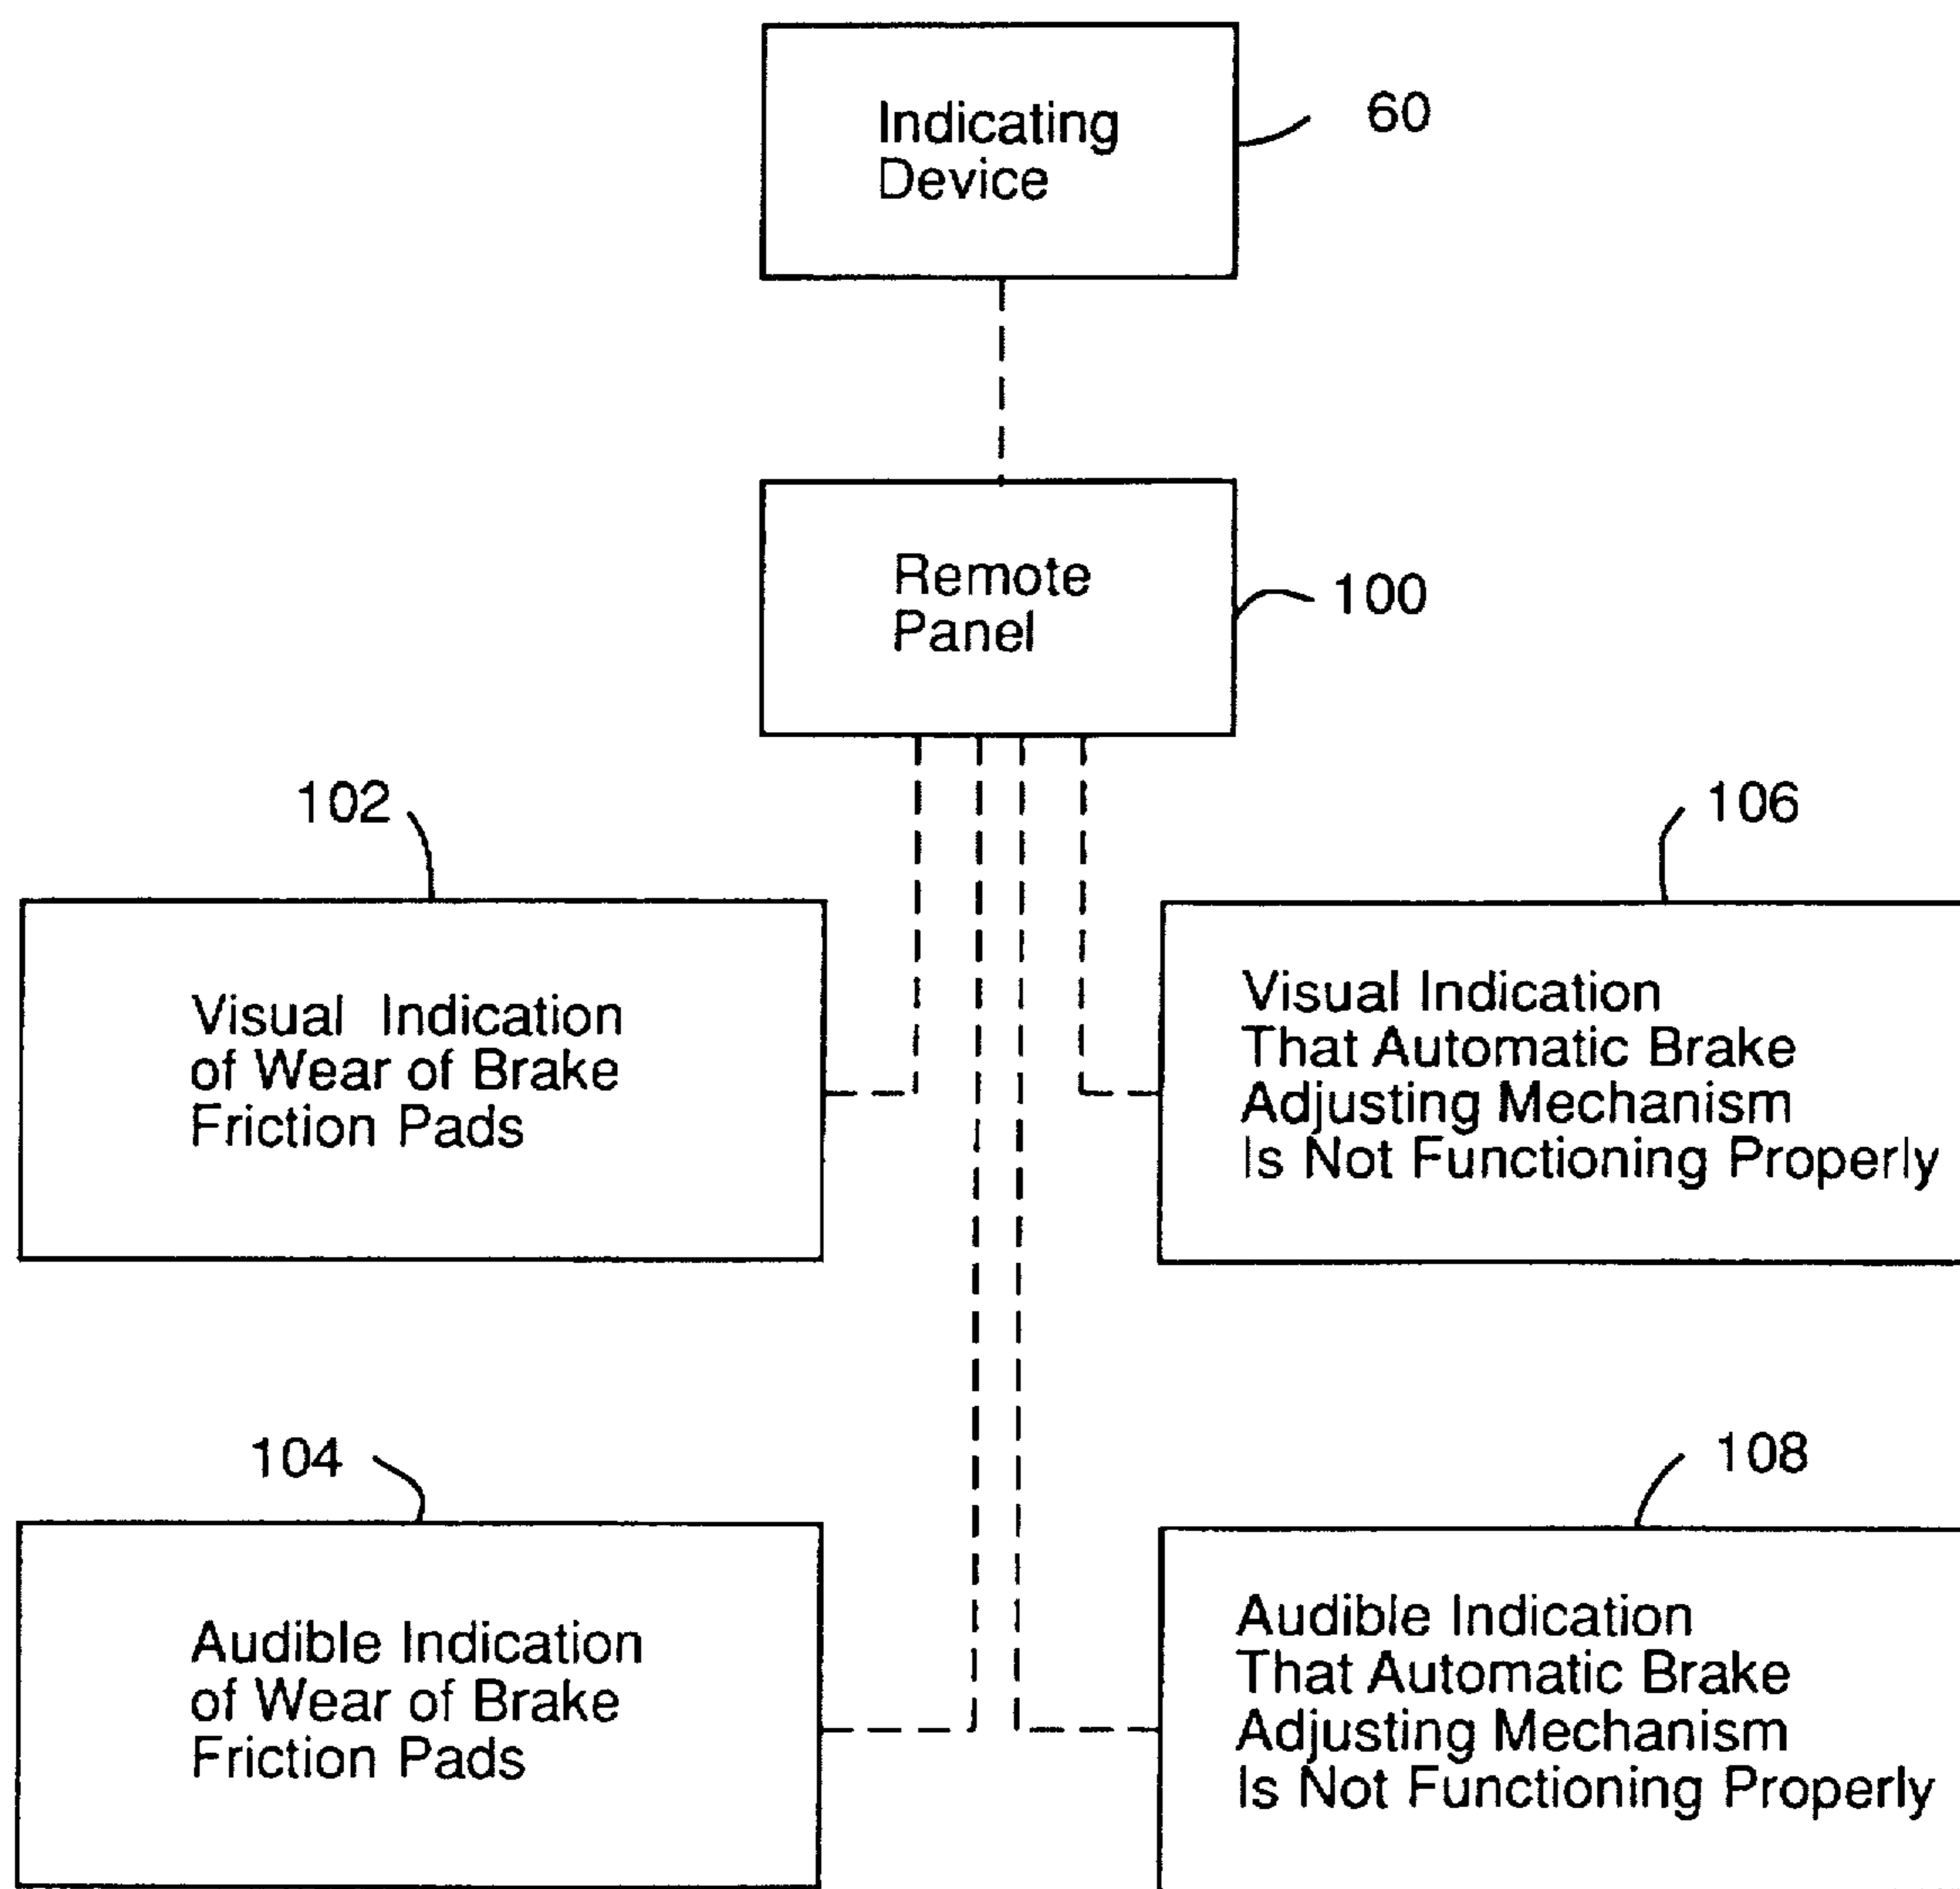 Indicating
Device
60
Remote
Panel
100
102
106
Visual Indication
of Wear of Brake
Friction Pads
Visual Indication
That Automatic Brake
Adjusting Mechanism
Is Not Functioning Properly
104
108
Audible Indication
of Wear of Brake
Friction Pads
Audible Indication
That Automatic Brake
Adjusting Mechanism
Is Not Functioning Properly